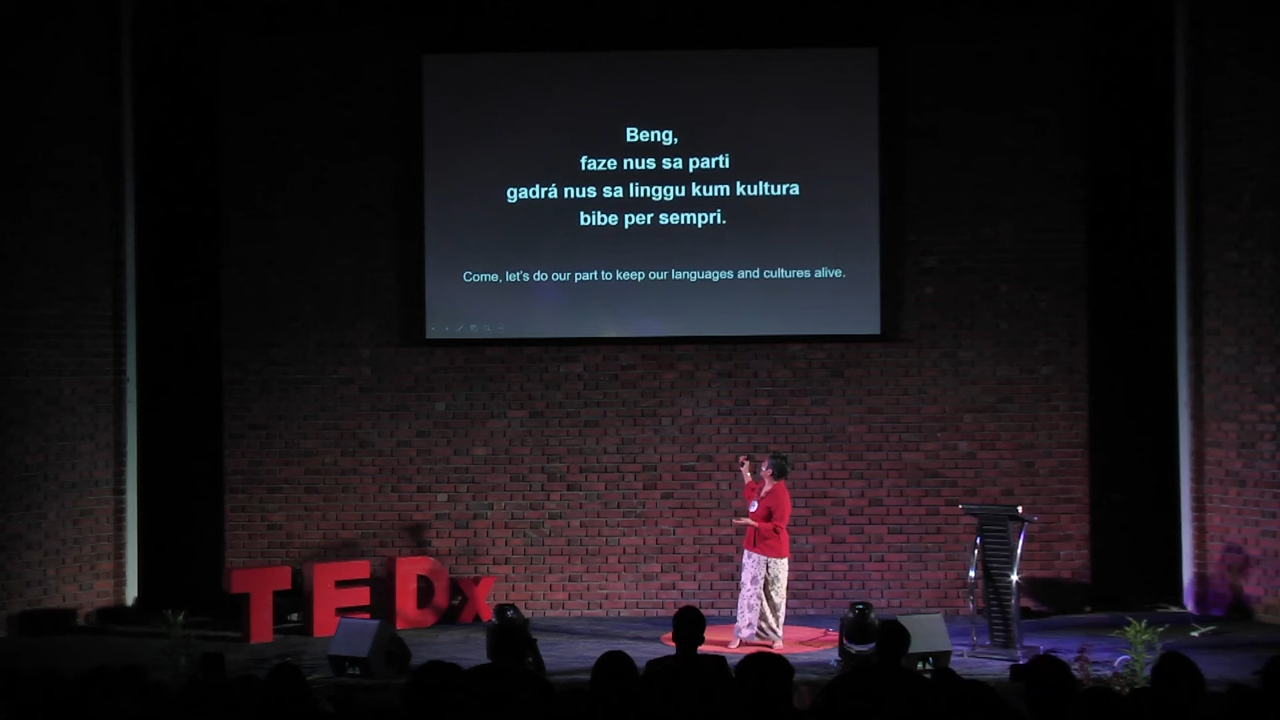 Beng,
faze nus sa parti
gadrá nus sa linggu kum kultura
bibe per sempri.
Come, let's do our part to keep our languages and cultures alive.
TEDx